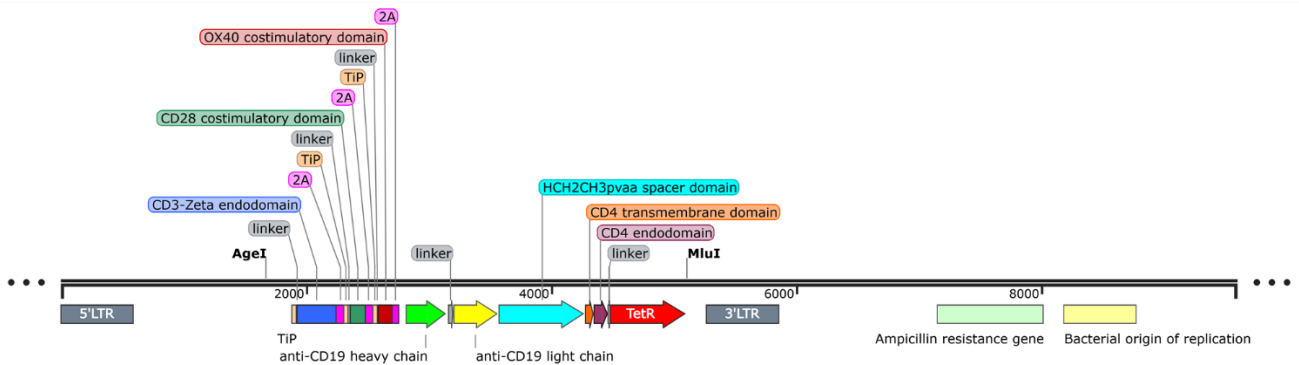 2A
OX40 costimulatory domain
linker
TiP
2A
CD28 costimulatory domain
linker
TiP
2A
HCH2CH3pvaa spacer domain
CD3-Zeta endodomain
CD4 transmembrane domain
linker
CD4 endodomain
AgeI
linker
linker
MluI
2000
4000
6000
8000
5'LTR
TetR
3'LTR
TiP
Ampicillin resistance gene
Bacterial origin of replication
anti-CD19 heavy chain
anti-CD19 light chain